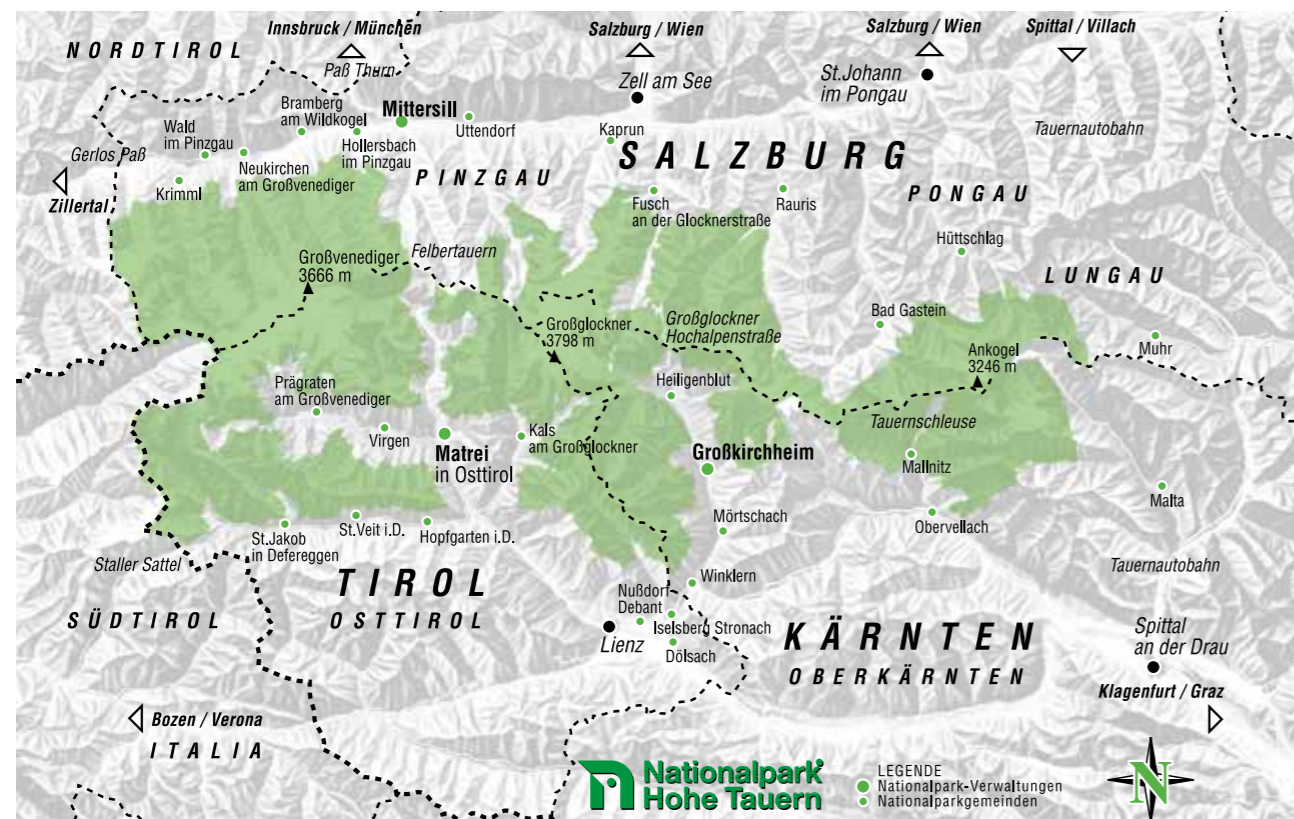 Innsbruck / München
Salzburg / Wien
Salzburg / Wien
Spittal / Villach
NORDTIROL
Paß Thurn
Zell am See
St.Johann
im Pongau
Bramberg
am Wildkogel
Mittersill
Uttendorf
Wald
im Pinzgau
Hollersbach
im Pinzgau
Kaprun
Tauernautobahn
Gerlos Paß
Neukirchen
am Großvenediger
SALZBURG
Krimml
PINZGAU
PONGAU
Zillertal
Fusch
an der Glocknerstraße
Rauris
Hüttschlag
Großvenediger
3666 m
Felbertauern
LUNGAU
Großglockner
3798 m
Großglockner
Hochalpenstraße
Bad Gastein
Ankogel
3246 m
Muhr
Prägraten
am Großvenediger
Heiligenblut
Virgen
Matrei
in Osttirol
Kals
am Großglockner
Tauernschleuse
Großkirchheim
Mallnitz
Malta
St.Jakob
in Defereggen
St.Veit i.D.
Hopfgarten i.D.
Mörtschach
Obervellach
Staller Sattel
TIROL
OSTTIROL
Winklern
Tauernautobahn
SÜDTIROL
Nußdorf
Debant
Iselsberg Stronach
Lienz
Dölsach
KÄRNTEN
OBERKÄRNTEN
Spittal
an der Drau
Klagenfurt / Graz
Bozen / Verona
ITALIA
Nationalpark
Hohe Tauern
LEGENDE
Nationalpark-Verwaltungen
Nationalparkgemeinden
N